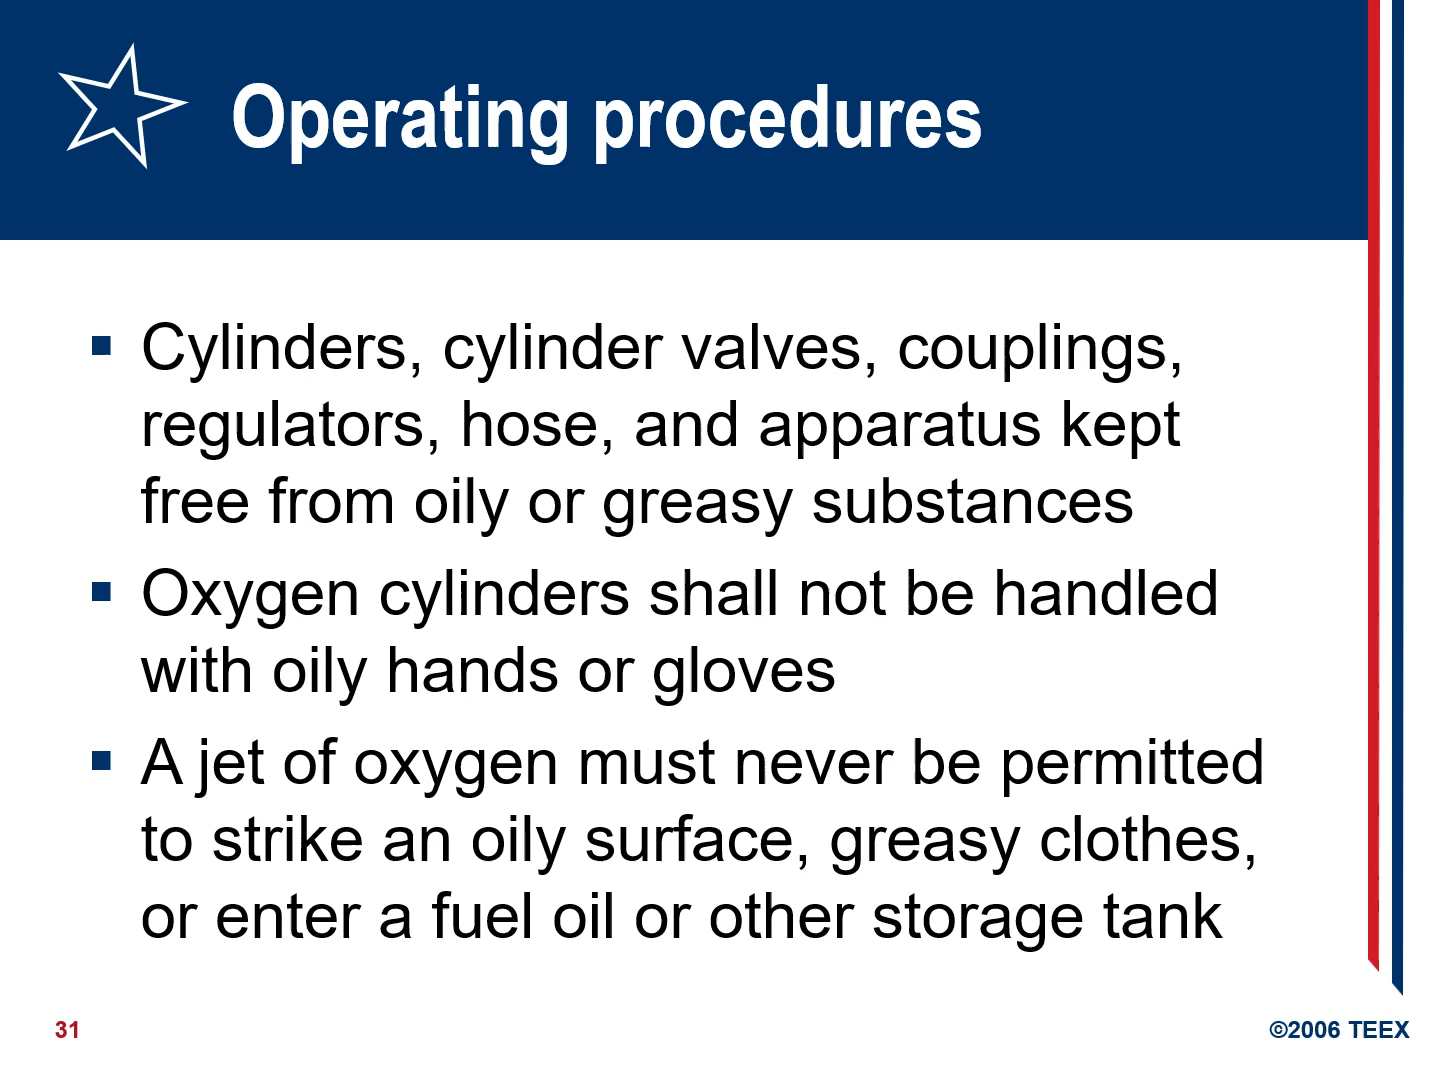 Operating procedures
Cylinders, cylinder valves, couplings,
regulators, hose, and apparatus kept
free from oily or greasy substances
Oxygen cylinders shall not be handled
with oily hands or gloves
A jet of oxygen must never be permitted
to strike an oily surface, greasy clothes,
or enter a fuel oil or other storage tank
31
©2006 TEEX